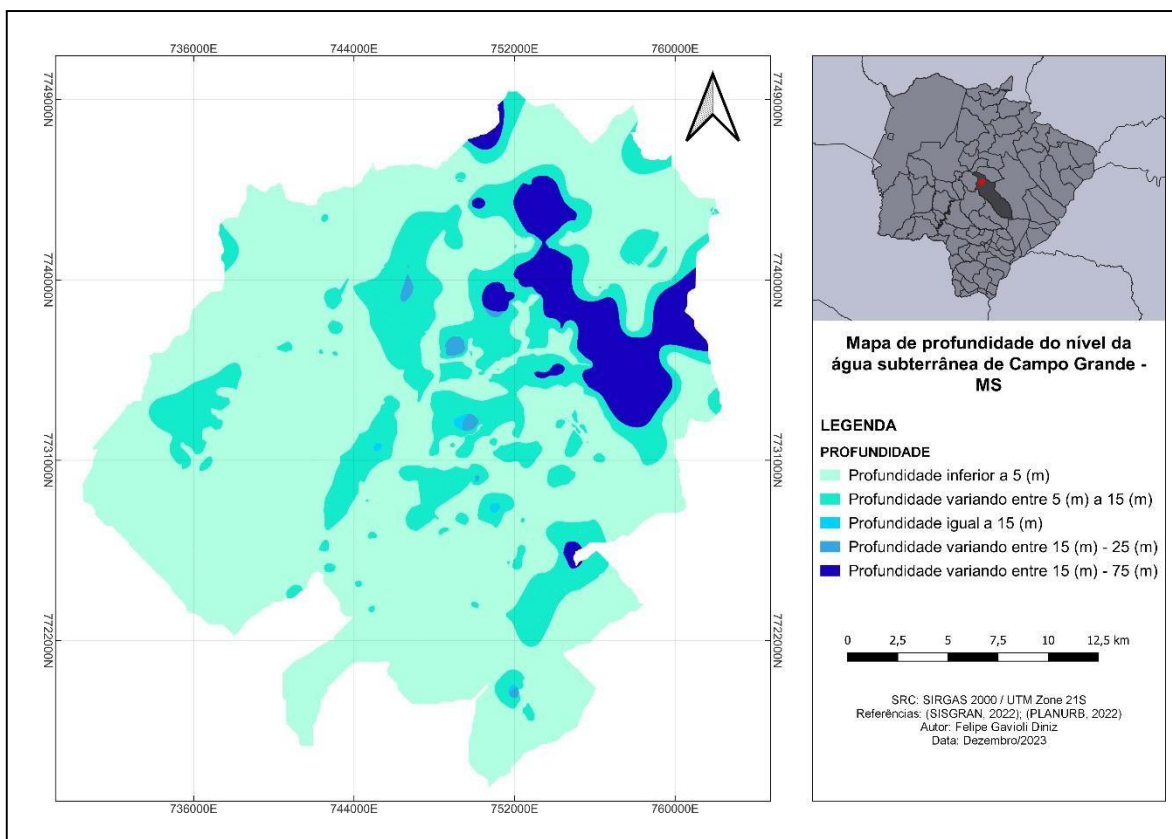 736000E
744000E
752000E
760000E
7749000N
7749000N
7740000N
7740000N
7731000N
7731000N
7722000N
7722000N
736000E
744000E
752000E
760000E
Mapa de profundidade do nível da
água subterrânea de Campo Grande -
MS
LEGENDA
PROFUNDIDADE
Profundidade inferior a 5 (m)
Profundidade variando entre 5 (m) a 15 (m)
Profundidade igual a 15 (m)
Profundidade variando entre 15 (m) - 25 (m)
Profundidade variando entre 15 (m) - 75 (m)
0 2,5 5 7,5 10 12,5 km
SRC: SIRGAS 2000 / UTM Zone 21S
Referências: (SISGRAN, 2022); (PLANURB, 2022)
Autor: Felipe Gavioli Diniz
Data: Dezembro/2023